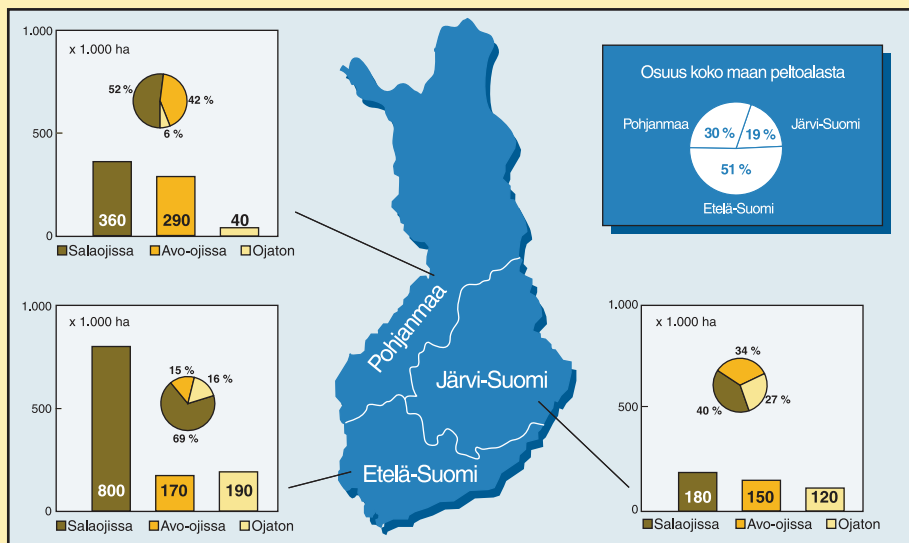 1.000
x 1.000 ha
52 %
42 %
6 %
500
360
290
40
0
Salaojissa
Avo-ojissa
Ojaton
Osuus koko maan peltoalasta
Pohjanmaa
30 %
19 %
Järvi-Suomi
51 %
Etelä-Suomi
Pohjanmaa
Järvi-Suomi
Etelä-Suomi
1.000
x 1.000 ha
15 %
16 %
69 %
500
800
170
190
0
Salaojissa
Avo-ojissa
Ojaton
1.000
x 1.000 ha
34 %
40 %
27 %
500
180
150
120
0
Salaojissa
Avo-ojissa
Ojaton